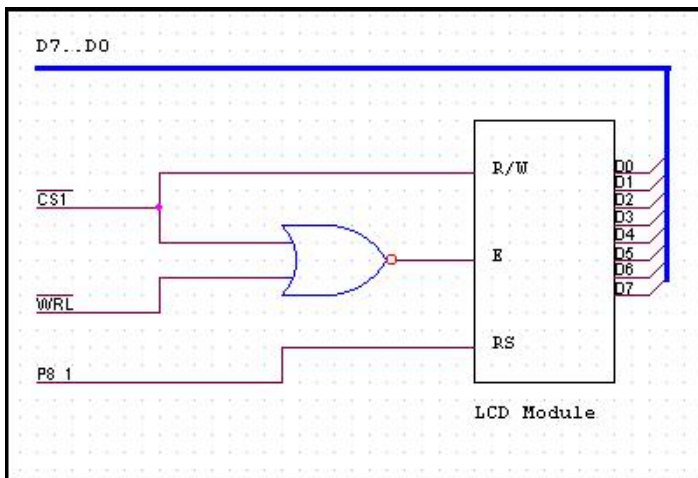 D7..D0
R/W
D0
D1
CS1
D2
D3
D4
E
D5
D6
D7
WRL
RS
P8 1
LCD Module